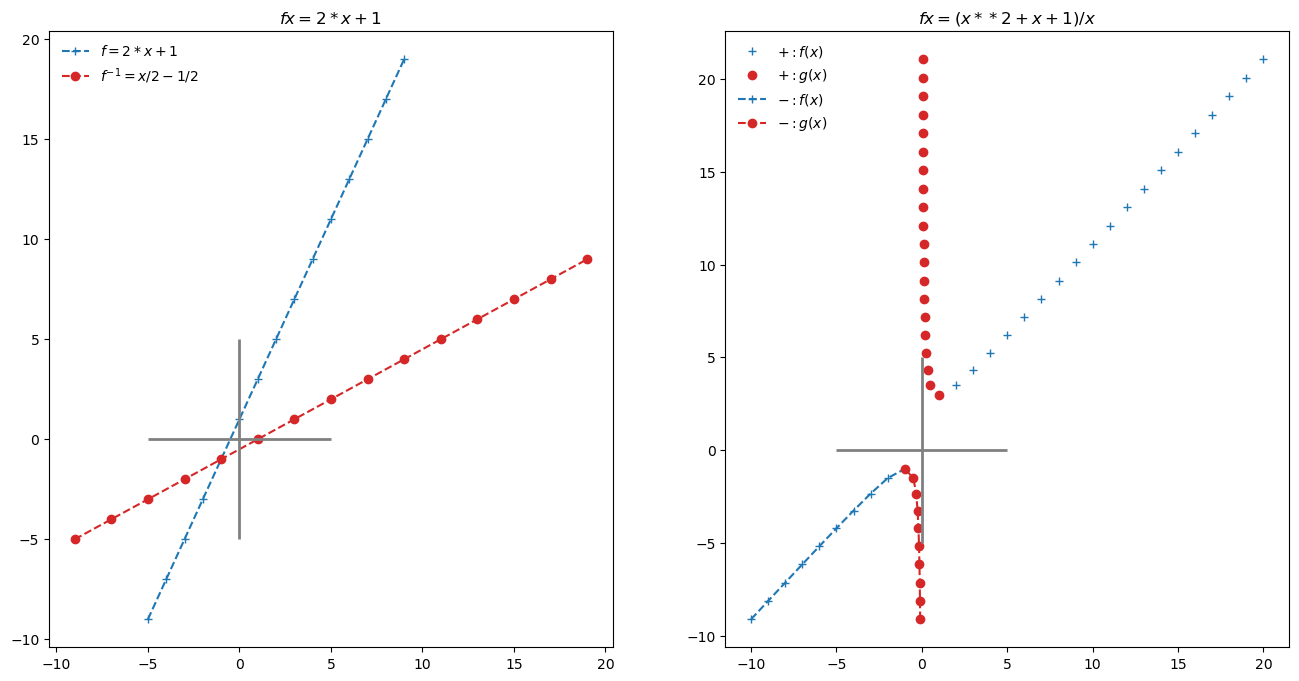 fx = 2 * x + 1
f = 2 * x + 1
f⁻¹ = x/2 − 1/2
20
15
10
5
0
−5
−10
−10 −5 0 5 10 15 20
fx = (x * * 2 + x + 1)/x
+ : f(x)
+ : g(x)
− : f(x)
− : g(x)
20
15
10
5
0
−5
−10
−10 −5 0 5 10 15 20